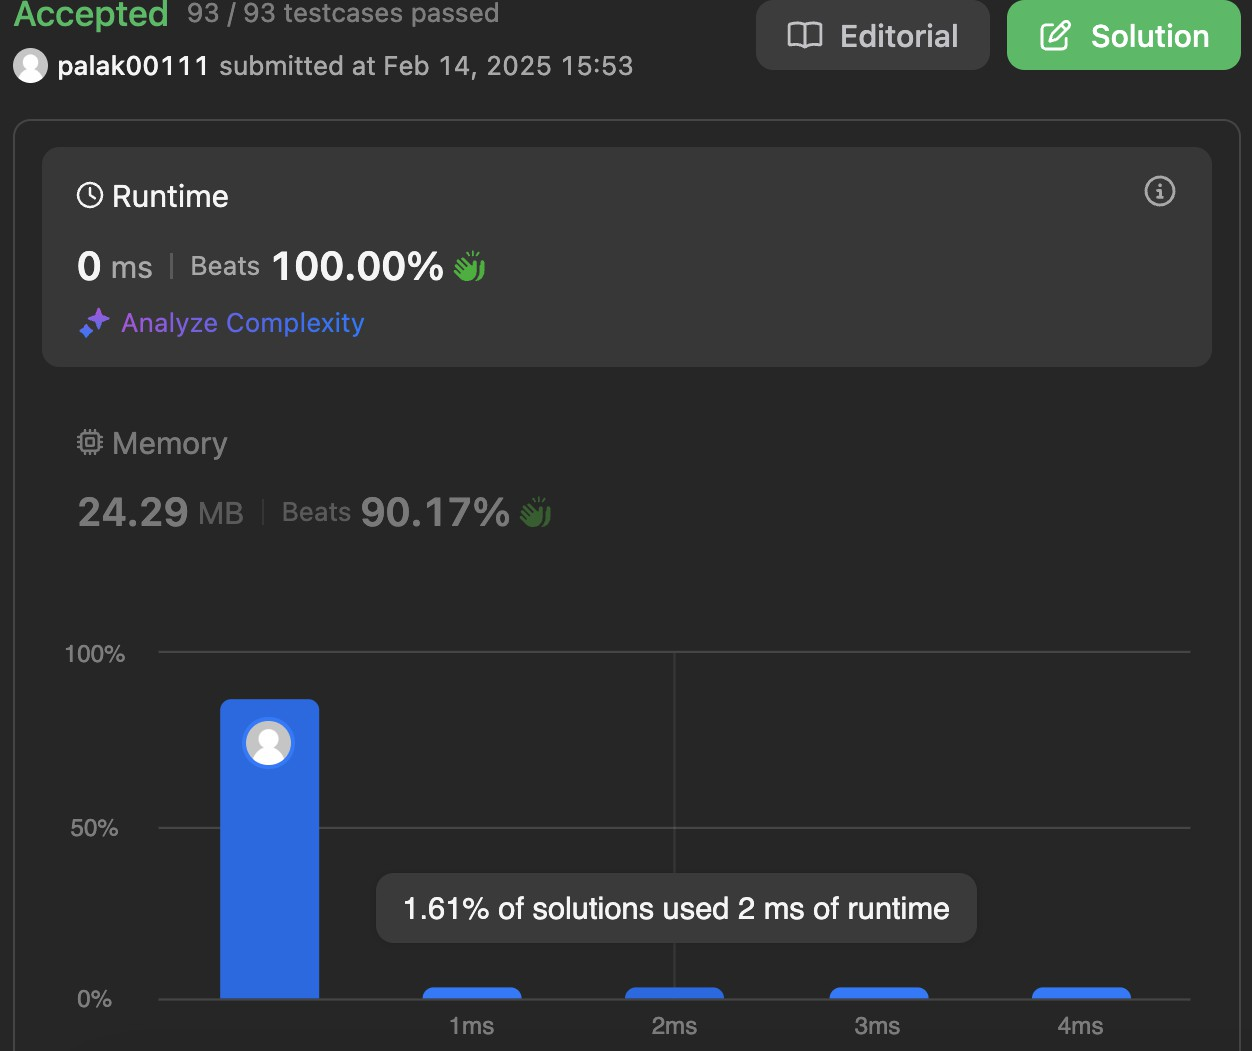 Accepted 93 / 93 testcases passed
Editorial
Solution
palak00111 submitted at Feb 14, 2025 15:53
Runtime
0 ms | Beats 100.00%
Analyze Complexity
Memory
24.29 MB | Beats 90.17%
100%
50%
1.61% of solutions used 2 ms of runtime
0%
1ms 2ms 3ms 4ms